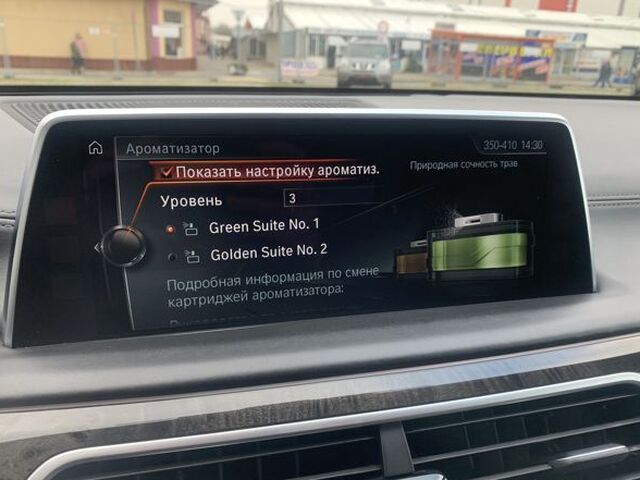 Ароматизатор
350-410 14:30
Показать настройку ароматиз.
Природная сочность трав
Уровень 3
Green Suite No. 1
Golden Suite No. 2
Подробная информация по смене
картриджей ароматизатора: